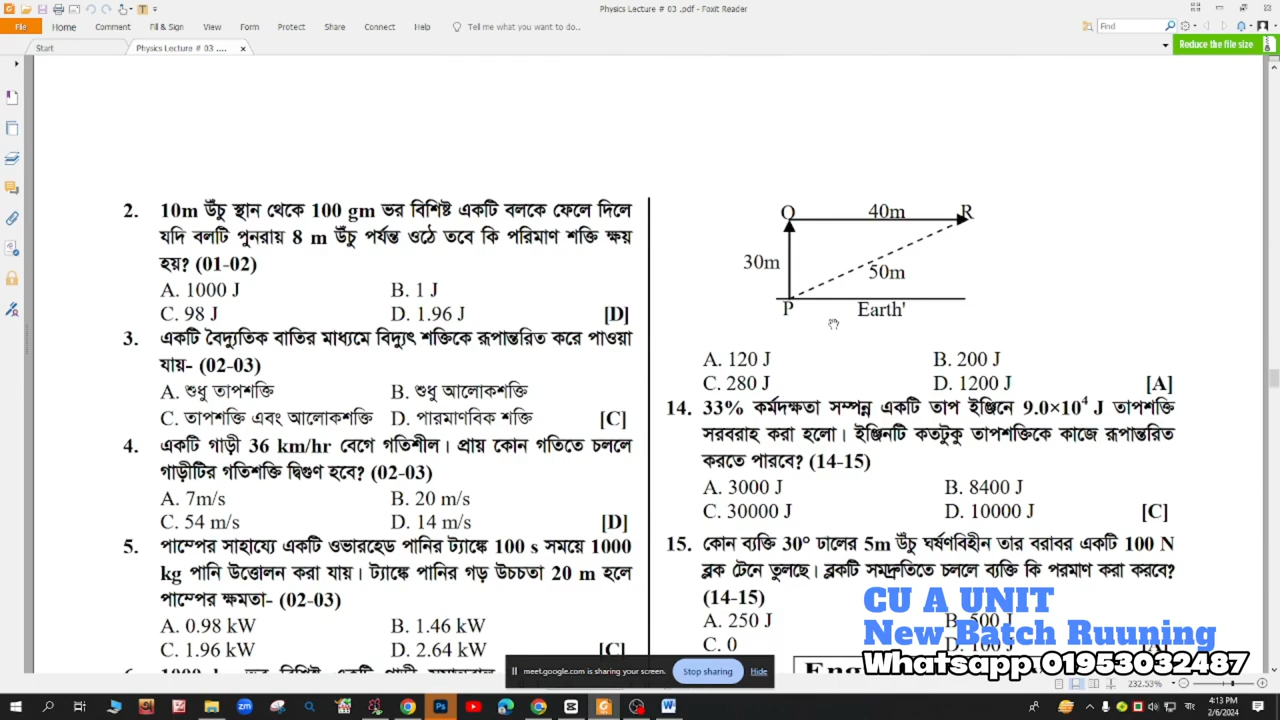 Physics Lecture # 03 .pdf - Foxit Reader
File Home Comment Fill & Sign View Form Protect Share Connect Help Tell me what you want to do.. Find
Start Physics Lecture # 03 .... × Reduce the file size
2. 10m উঁচু স্থান থেকে 100 gm ভর বিশিষ্ট একটি বলকে ফেলে দিলে
যদি বলটি পুনরায় 8 m উঁচু পর্যন্ত ওঠে তবে কি পরিমাণ শক্তি ক্ষয়
হয়? (01-02)
A. 1000 J B. 1 J
C. 98 J D. 1.96 J [D]
3. একটি বৈদ্যুতিক বাতির মাধ্যমে বিদ্যুৎ শক্তিকে রূপান্তরিত করে পাওয়া
যায়- (02-03)
A. শুধু তাপশক্তি B. শুধু আলোকশক্তি
C. তাপশক্তি এবং আলোকশক্তি D. পারমাণবিক শক্তি [C]
4. একটি গাড়ী 36 km/hr বেগে গতিশীল। প্রায় কোন গতিতে চললে
গাড়ীটির গতিশক্তি দ্বিগুণ হবে? (02-03)
A. 7m/s B. 20 m/s
C. 54 m/s D. 14 m/s [D]
5. পাম্পের সাহায্যে একটি ওভারহেড পানির ট্যাঙ্কে 100 s সময়ে 1000
kg পানি উত্তোলন করা যায়। ট্যাঙ্কে পানির গড় উচচতা 20 m হলে
পাম্পের ক্ষমতা- (02-03)
A. 0.98 kW B. 1.46 kW
C. 1.96 kW D. 2.64 kW [C]
Q 40m R
30m
50m
P Earth'
A. 120 J B. 200 J
C. 280 J D. 1200 J [A]
14. 33% কর্মদক্ষতা সম্পন্ন একটি তাপ ইঞ্জিনে 9.0×10⁴ J তাপশক্তি
সরবরাহ করা হলো। ইঞ্জিনটি কতটুকু তাপশক্তিকে কাজে রূপান্তরিত
করতে পারবে? (14-15)
A. 3000 J B. 8400 J
C. 30000 J D. 10000 J [C]
15. কোন ব্যক্তি 30° ঢালের 5m উঁচু ঘর্ষণবিহীন তার বরাবর একটি 100 N
ব্লক টেনে তুলছে। ব্লকটি সমদ্রুতিতে চললে ব্যক্তি কি পরমাণ করা করবে?
(14-15)
A. 250 J B. 500 J
C. 0 D. 100 J [A]
CU A UNIT
New Batch Ruuning
Whatsapp 01953032487
meet.google.com is sharing your screen. Stop sharing Hide
232.53%
4:13 PM
2/6/2024